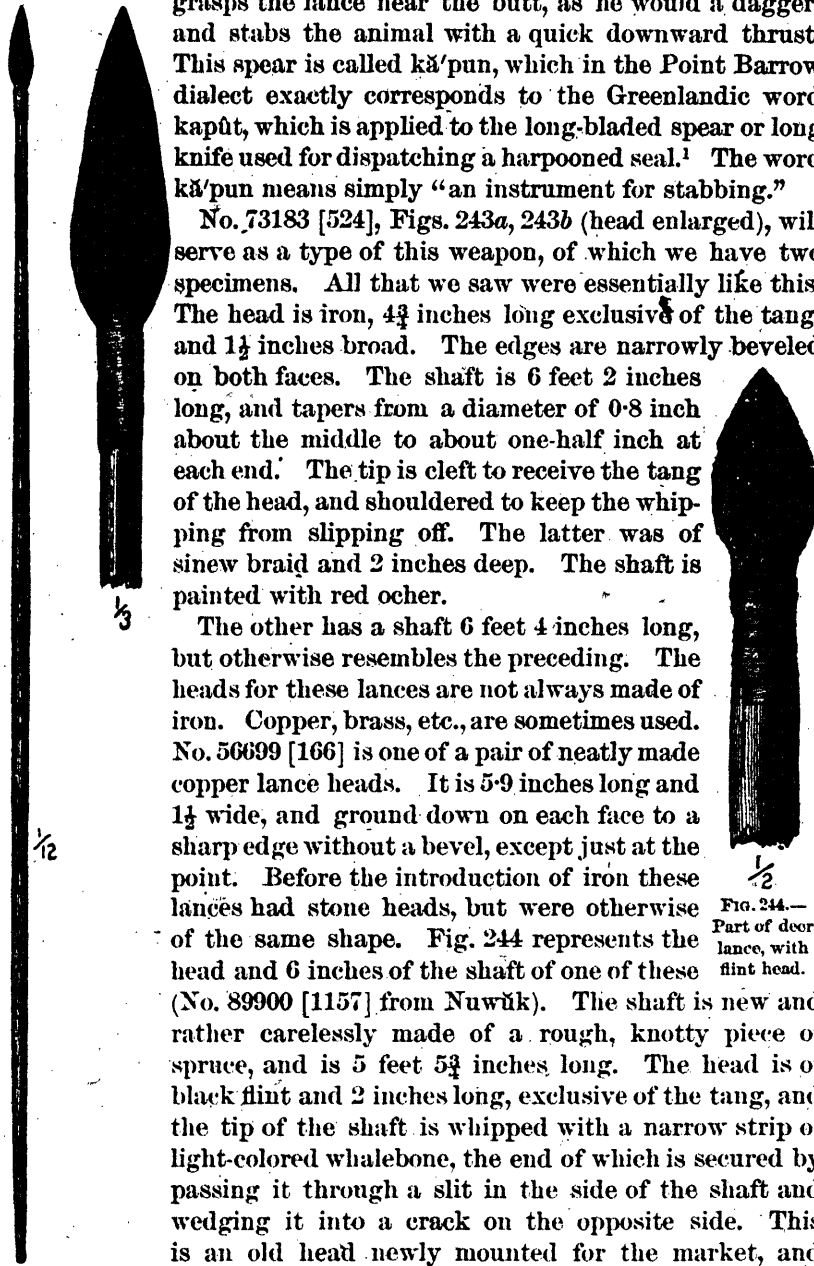 grasps the lance near the butt, as he would a dagger
and stabs the animal with a quick downward thrust
This spear is called kă'pun, which in the Point Barrow
dialect exactly corresponds to the Greenlandic word
kapût, which is applied to the long-bladed spear or long
knife used for dispatching a harpooned seal.¹ The word
kă'pun means simply “an instrument for stabbing.”
No. 73183 [524], Figs. 243a, 243b (head enlarged), wil
serve as a type of this weapon, of which we have two
specimens. All that we saw were essentially like this
The head is iron, 4¾ inches long exclusive of the tang
and 1½ inches broad. The edges are narrowly beveled
on both faces. The shaft is 6 feet 2 inches
long, and tapers from a diameter of 0·8 inch
about the middle to about one-half inch at
each end. The tip is cleft to receive the tang
of the head, and shouldered to keep the whip-
ping from slipping off. The latter was of
sinew braid and 2 inches deep. The shaft is
painted with red ocher.
1/3
The other has a shaft 6 feet 4 inches long,
but otherwise resembles the preceding. The
heads for these lances are not always made of
iron. Copper, brass, etc., are sometimes used.
No. 56699 [166] is one of a pair of neatly made
copper lance heads. It is 5·9 inches long and
1½ wide, and ground down on each face to a
sharp edge without a bevel, except just at the
point. Before the introduction of iron these
lances had stone heads, but were otherwise
of the same shape. Fig. 244 represents the
head and 6 inches of the shaft of one of these
(No. 89900 [1157] from Nuwŭk). The shaft is new and
rather carelessly made of a rough, knotty piece o
spruce, and is 5 feet 5¾ inches long. The head is o
black flint and 2 inches long, exclusive of the tang, and
the tip of the shaft is whipped with a narrow strip o
light-colored whalebone, the end of which is secured by
passing it through a slit in the side of the shaft and
wedging it into a crack on the opposite side. This
is an old head newly mounted for the market, and
1/12
1/2
FIG. 244.—
Part of deer
lance, with
flint head.